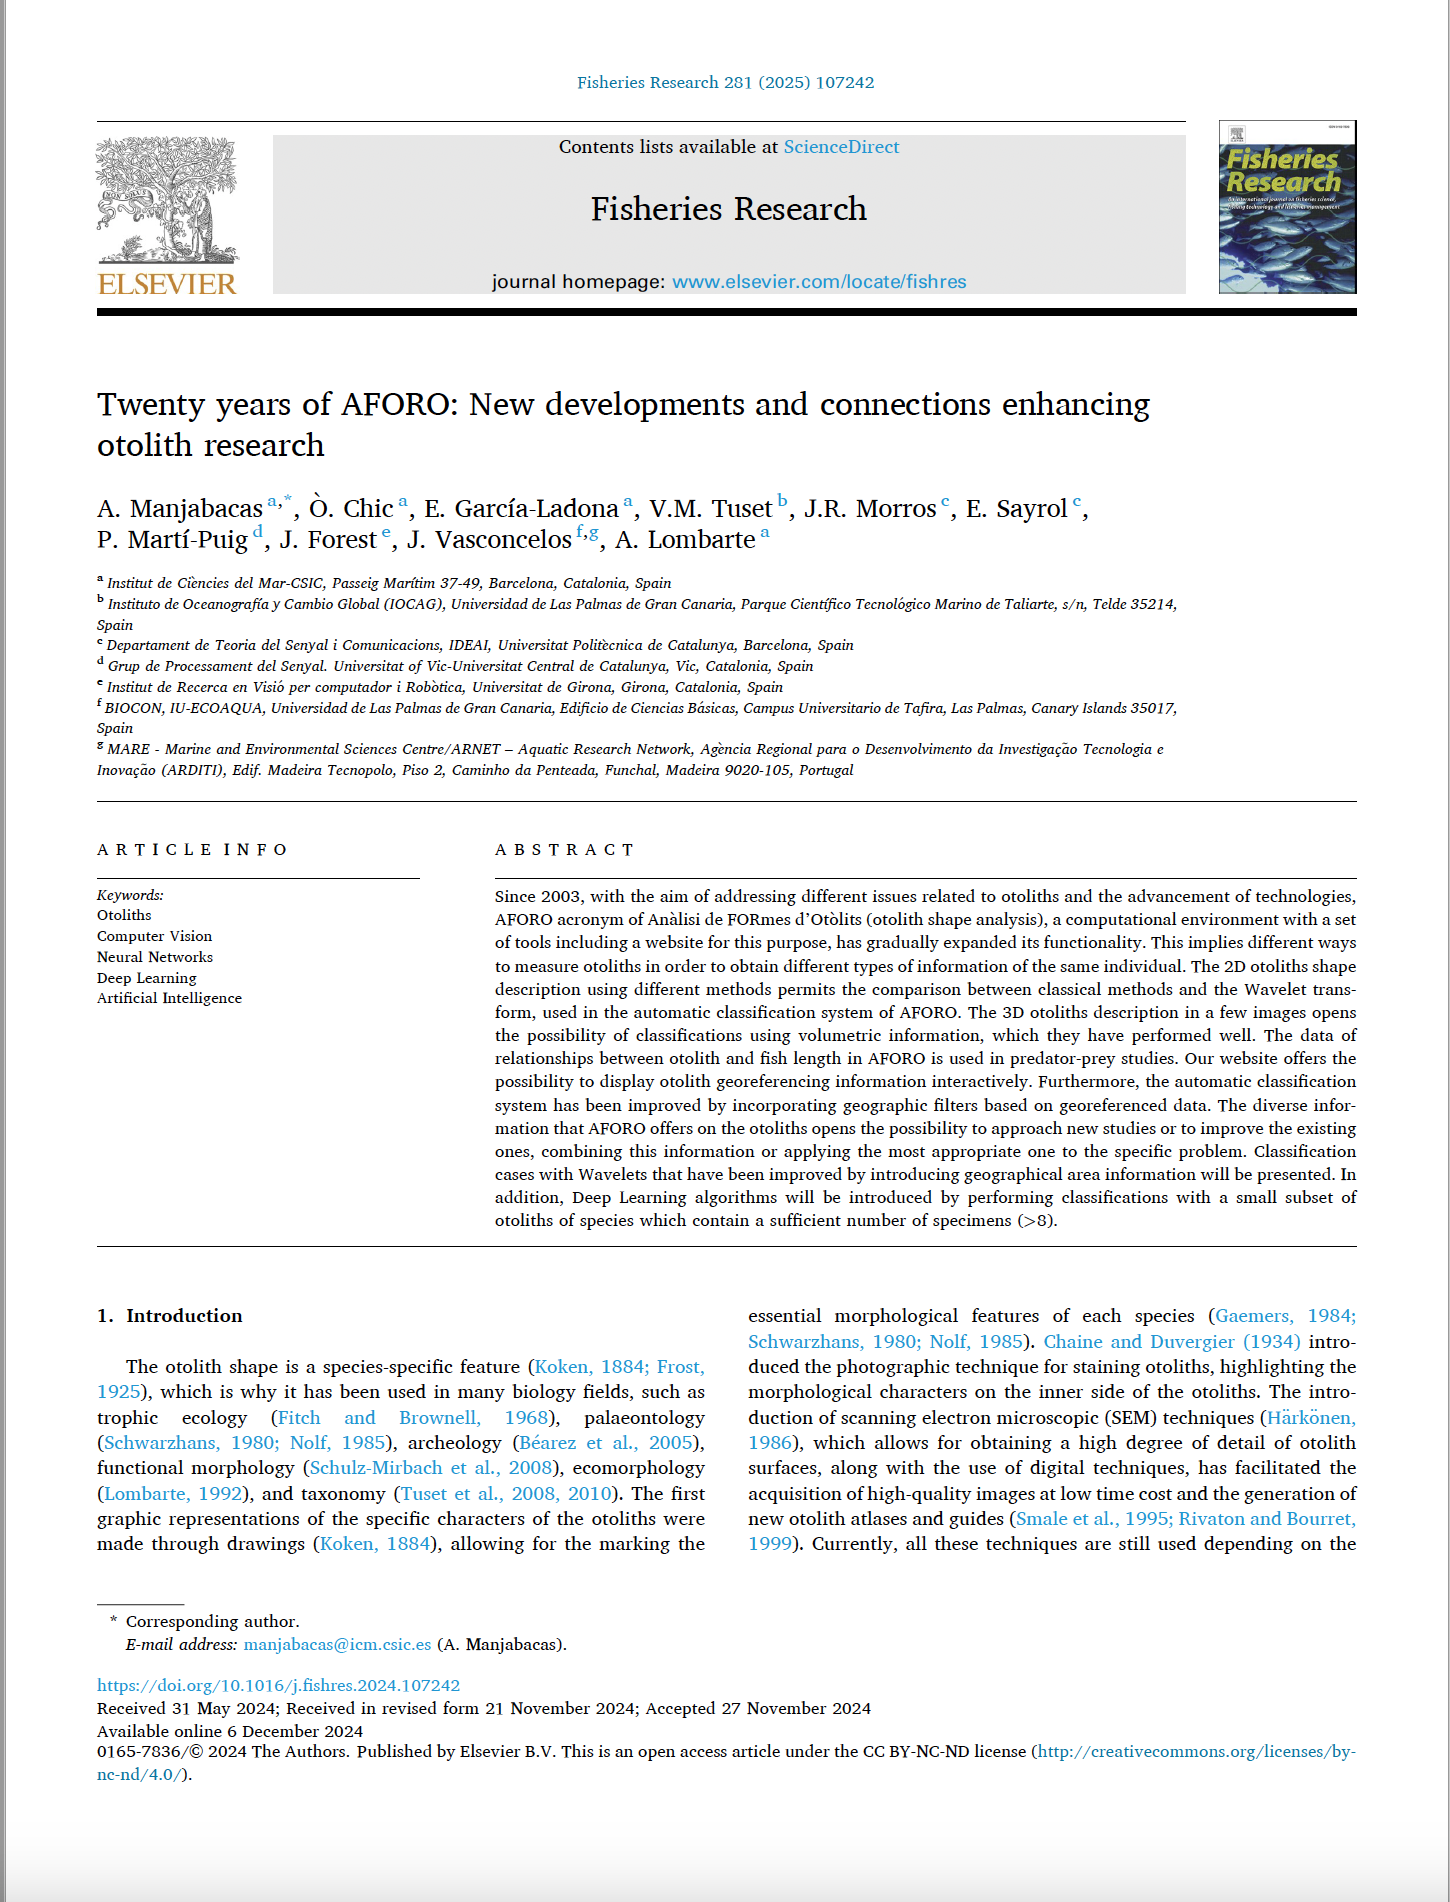 Fisheries Research 281 (2025) 107242
Contents lists available at ScienceDirect
Fisheries Research
journal homepage: www.elsevier.com/locate/fishres
NON SOLUS
ELSEVIER
Fisheries
Research
Twenty years of AFORO: New developments and connections enhancing
otolith research
A. Manjabacas a,*, Ò. Chic a, E. García-Ladona a, V.M. Tuset b, J.R. Morros c, E. Sayrol c,
P. Martí-Puig d, J. Forest e, J. Vasconcelos f,g, A. Lombarte a
a Institut de Ciències del Mar-CSIC, Passeig Marítim 37-49, Barcelona, Catalonia, Spain
b Instituto de Oceanografía y Cambio Global (IOCAG), Universidad de Las Palmas de Gran Canaria, Parque Científico Tecnológico Marino de Taliarte, s/n, Telde 35214,
Spain
c Departament de Teoria del Senyal i Comunicacions, IDEAI, Universitat Politècnica de Catalunya, Barcelona, Spain
d Grup de Processament del Senyal. Universitat of Vic-Universitat Central de Catalunya, Vic, Catalonia, Spain
e Institut de Recerca en Visió per computador i Robòtica, Universitat de Girona, Girona, Catalonia, Spain
f BIOCON, IU-ECOAQUA, Universidad de Las Palmas de Gran Canaria, Edificio de Ciencias Básicas, Campus Universitario de Tafira, Las Palmas, Canary Islands 35017,
Spain
g MARE - Marine and Environmental Sciences Centre/ARNET – Aquatic Research Network, Agència Regional para o Desenvolvimento da Investigação Tecnologia e
Inovação (ARDITI), Edif. Madeira Tecnopolo, Piso 2, Caminho da Penteada, Funchal, Madeira 9020-105, Portugal
ARTICLE INFO
Keywords:
Otoliths
Computer Vision
Neural Networks
Deep Learning
Artificial Intelligence
ABSTRACT
Since 2003, with the aim of addressing different issues related to otoliths and the advancement of technologies,
AFORO acronym of Anàlisi de FORmes d'Otòlits (otolith shape analysis), a computational environment with a set
of tools including a website for this purpose, has gradually expanded its functionality. This implies different ways
to measure otoliths in order to obtain different types of information of the same individual. The 2D otoliths shape
description using different methods permits the comparison between classical methods and the Wavelet trans-
form, used in the automatic classification system of AFORO. The 3D otoliths description in a few images opens
the possibility of classifications using volumetric information, which they have performed well. The data of
relationships between otolith and fish length in AFORO is used in predator-prey studies. Our website offers the
possibility to display otolith georeferencing information interactively. Furthermore, the automatic classification
system has been improved by incorporating geographic filters based on georeferenced data. The diverse infor-
mation that AFORO offers on the otoliths opens the possibility to approach new studies or to improve the existing
ones, combining this information or applying the most appropriate one to the specific problem. Classification
cases with Wavelets that have been improved by introducing geographical area information will be presented. In
addition, Deep Learning algorithms will be introduced by performing classifications with a small subset of
otoliths of species which contain a sufficient number of specimens (>8).
1. Introduction
The otolith shape is a species-specific feature (Koken, 1884; Frost,
1925), which is why it has been used in many biology fields, such as
trophic ecology (Fitch and Brownell, 1968), palaeontology
(Schwarzhans, 1980; Nolf, 1985), archeology (Béarez et al., 2005),
functional morphology (Schulz-Mirbach et al., 2008), ecomorphology
(Lombarte, 1992), and taxonomy (Tuset et al., 2008, 2010). The first
graphic representations of the specific characters of the otoliths were
made through drawings (Koken, 1884), allowing for the marking the
essential morphological features of each species (Gaemers, 1984;
Schwarzhans, 1980; Nolf, 1985). Chaine and Duvergier (1934) intro-
duced the photographic technique for staining otoliths, highlighting the
morphological characters on the inner side of the otoliths. The intro-
duction of scanning electron microscopic (SEM) techniques (Härkönen,
1986), which allows for obtaining a high degree of detail of otolith
surfaces, along with the use of digital techniques, has facilitated the
acquisition of high-quality images at low time cost and the generation of
new otolith atlases and guides (Smale et al., 1995; Rivaton and Bourret,
1999). Currently, all these techniques are still used depending on the
* Corresponding author.
E-mail address: manjabacas@icm.csic.es (A. Manjabacas).
https://doi.org/10.1016/j.fishres.2024.107242
Received 31 May 2024; Received in revised form 21 November 2024; Accepted 27 November 2024
Available online 6 December 2024
0165-7836/© 2024 The Authors. Published by Elsevier B.V. This is an open access article under the CC BY-NC-ND license (http://creativecommons.org/licenses/by-
nc-nd/4.0/).